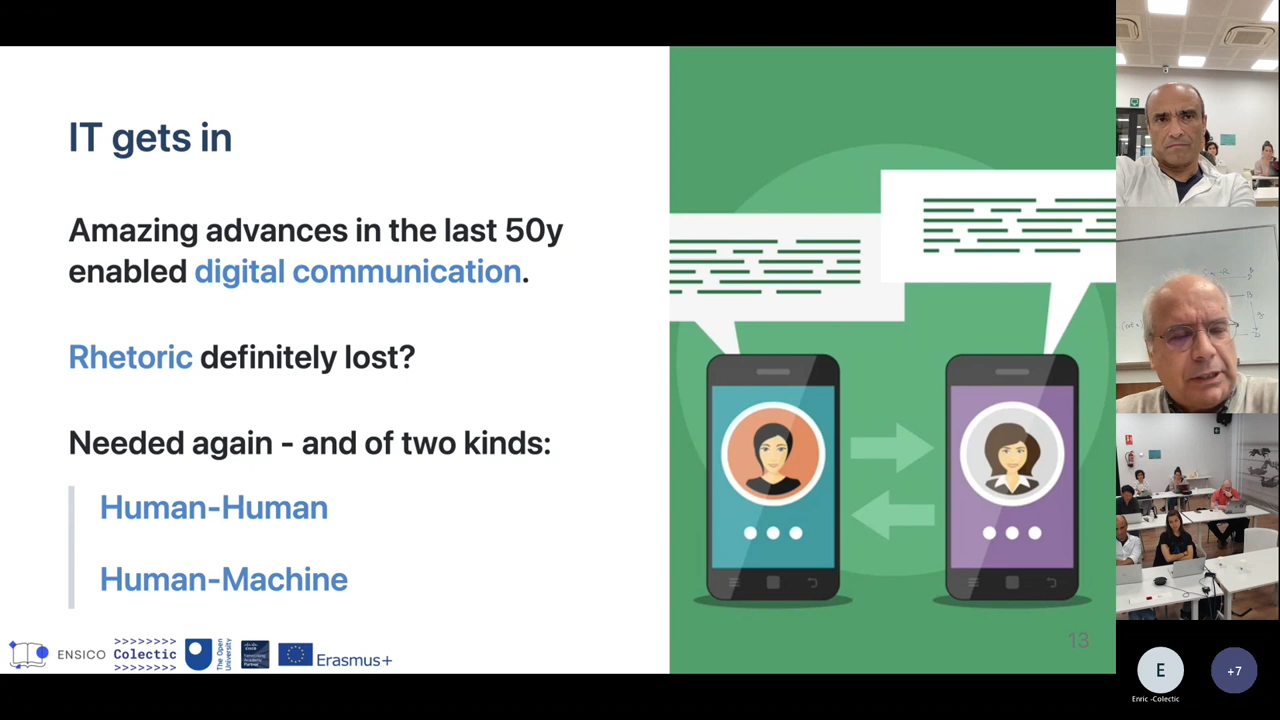 IT gets in
Amazing advances in the last 50y
enabled digital communication.
Rhetoric definitely lost?
Needed again - and of two kinds:
Human-Human
Human-Machine
ENSICO
>>>>>>>>
Colectic
>>>>>>>>
The Open
University
Erasmus+
13
E
Enric -Colectic
+7